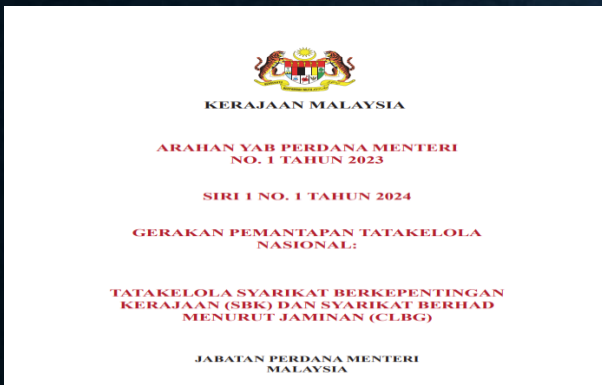 KERAJAAN MALAYSIA
ARAHAN YAB PERDANA MENTERI
NO. 1 TAHUN 2023
SIRI 1 NO. 1 TAHUN 2024
GERAKAN PEMANTAPAN TATAKELOLA
NASIONAL:
TATAKELOLA SYARIKAT BERKEPENTINGAN
KERAJAAN (SBK) DAN SYARIKAT BERHAD
MENURUT JAMINAN (CLBG)
JABATAN PERDANA MENTERI
MALAYSIA